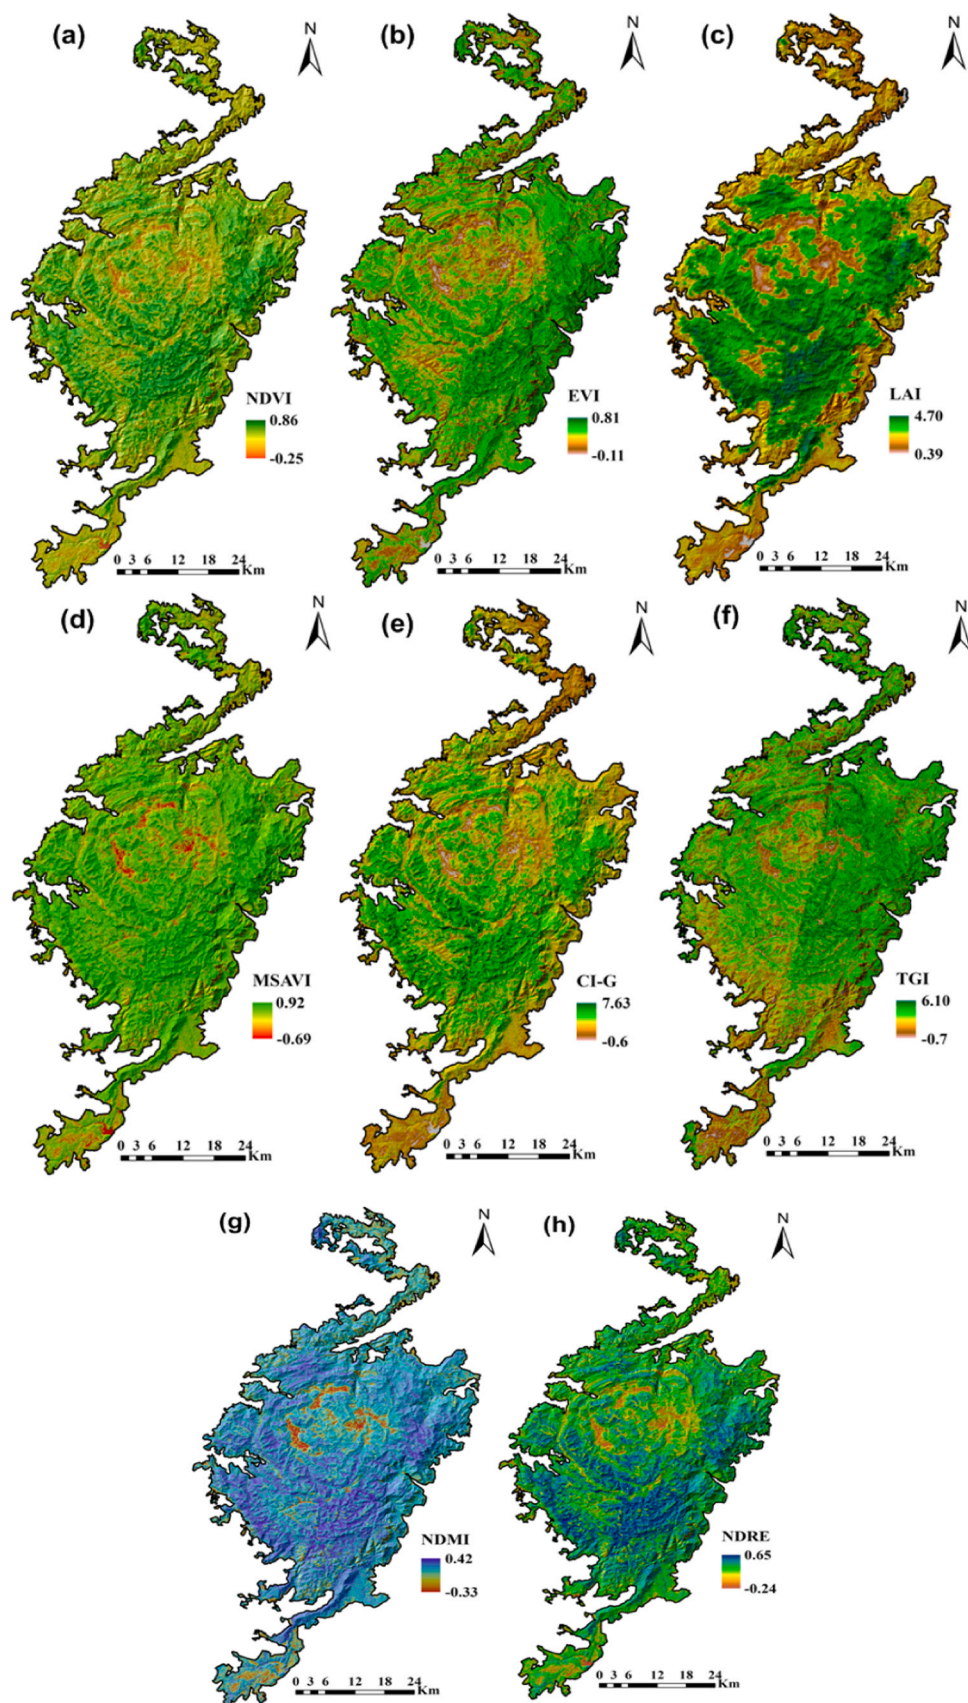 (a)
N
(b)
N
(c)
N
NDVI
0.86
-0.25
EVI
0.81
-0.11
LAI
4.70
0.39
0 3 6 12 18 24
Km
0 3 6 12 18 24
Km
0 3 6 12 18 24
Km
(d)
N
(e)
N
(f)
N
MSAVI
0.92
-0.69
CI-G
7.63
-0.6
TGI
6.10
-0.7
0 3 6 12 18 24
Km
0 3 6 12 18 24
Km
0 3 6 12 18 24
Km
(g)
N
(h)
N
NDMI
0.42
-0.33
NDRE
0.65
-0.24
0 3 6 12 18 24
Km
0 3 6 12 18 24
Km